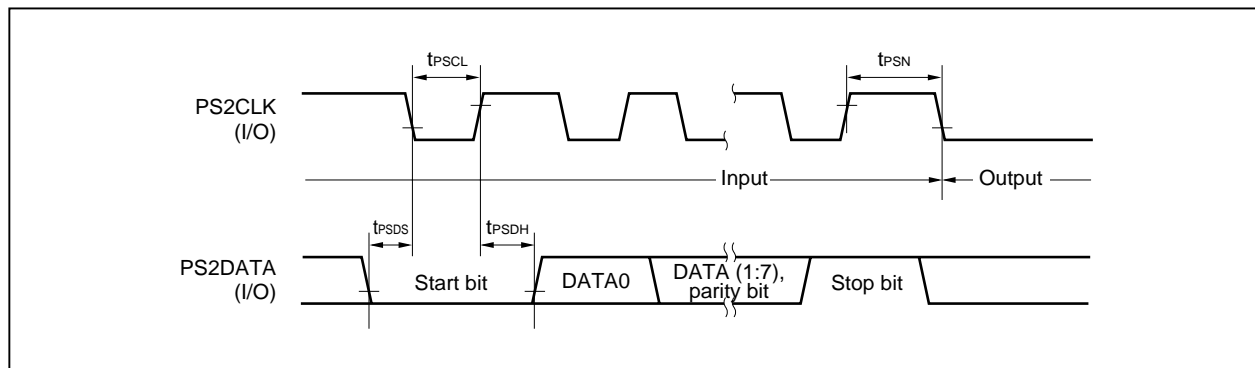 tPSCL
tPSN
PS2CLK
(I/O)
Input
Output
tPSDS
tPSDH
PS2DATA
(I/O)
Start bit
DATA0
DATA (1:7),
parity bit
Stop bit